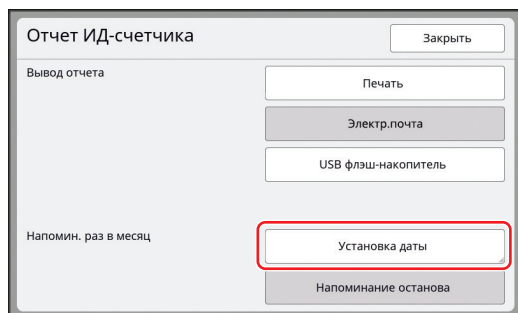 Отчет ИД-счетчика
Закрыть
Вывод отчета
Печать
Электр.почта
USB флэш-накопитель
Напомин. раз в месяц
Установка даты
Напоминание останова